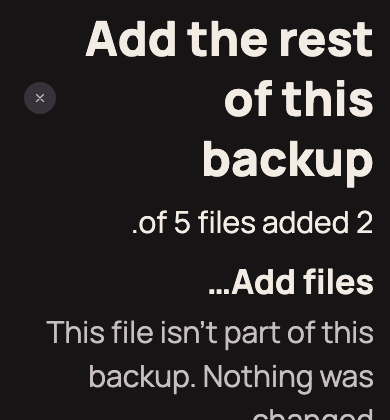 Add the rest
of this
backup
.of 5 files added 2
…Add files
This file isn't part of this
backup. Nothing was
changed